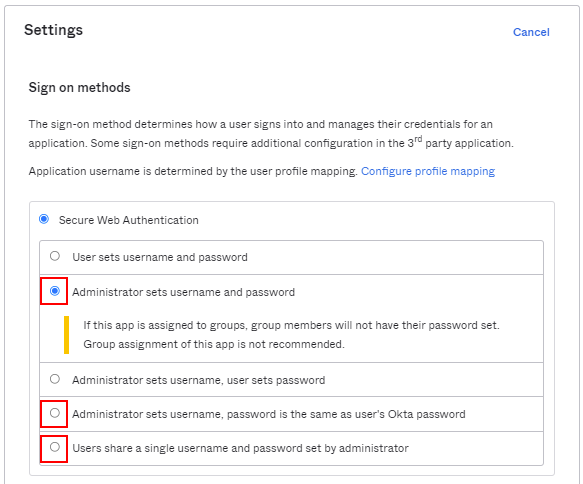 Settings
Cancel
Sign on methods
The sign-on method determines how a user signs into and manages their credentials for an
application. Some sign-on methods require additional configuration in the 3rd party application.
Application username is determined by the user profile mapping. Configure profile mapping
Secure Web Authentication
User sets username and password
Administrator sets username and password
If this app is assigned to groups, group members will not have their password set.
Group assignment of this app is not recommended.
Administrator sets username, user sets password
Administrator sets username, password is the same as user's Okta password
Users share a single username and password set by administrator